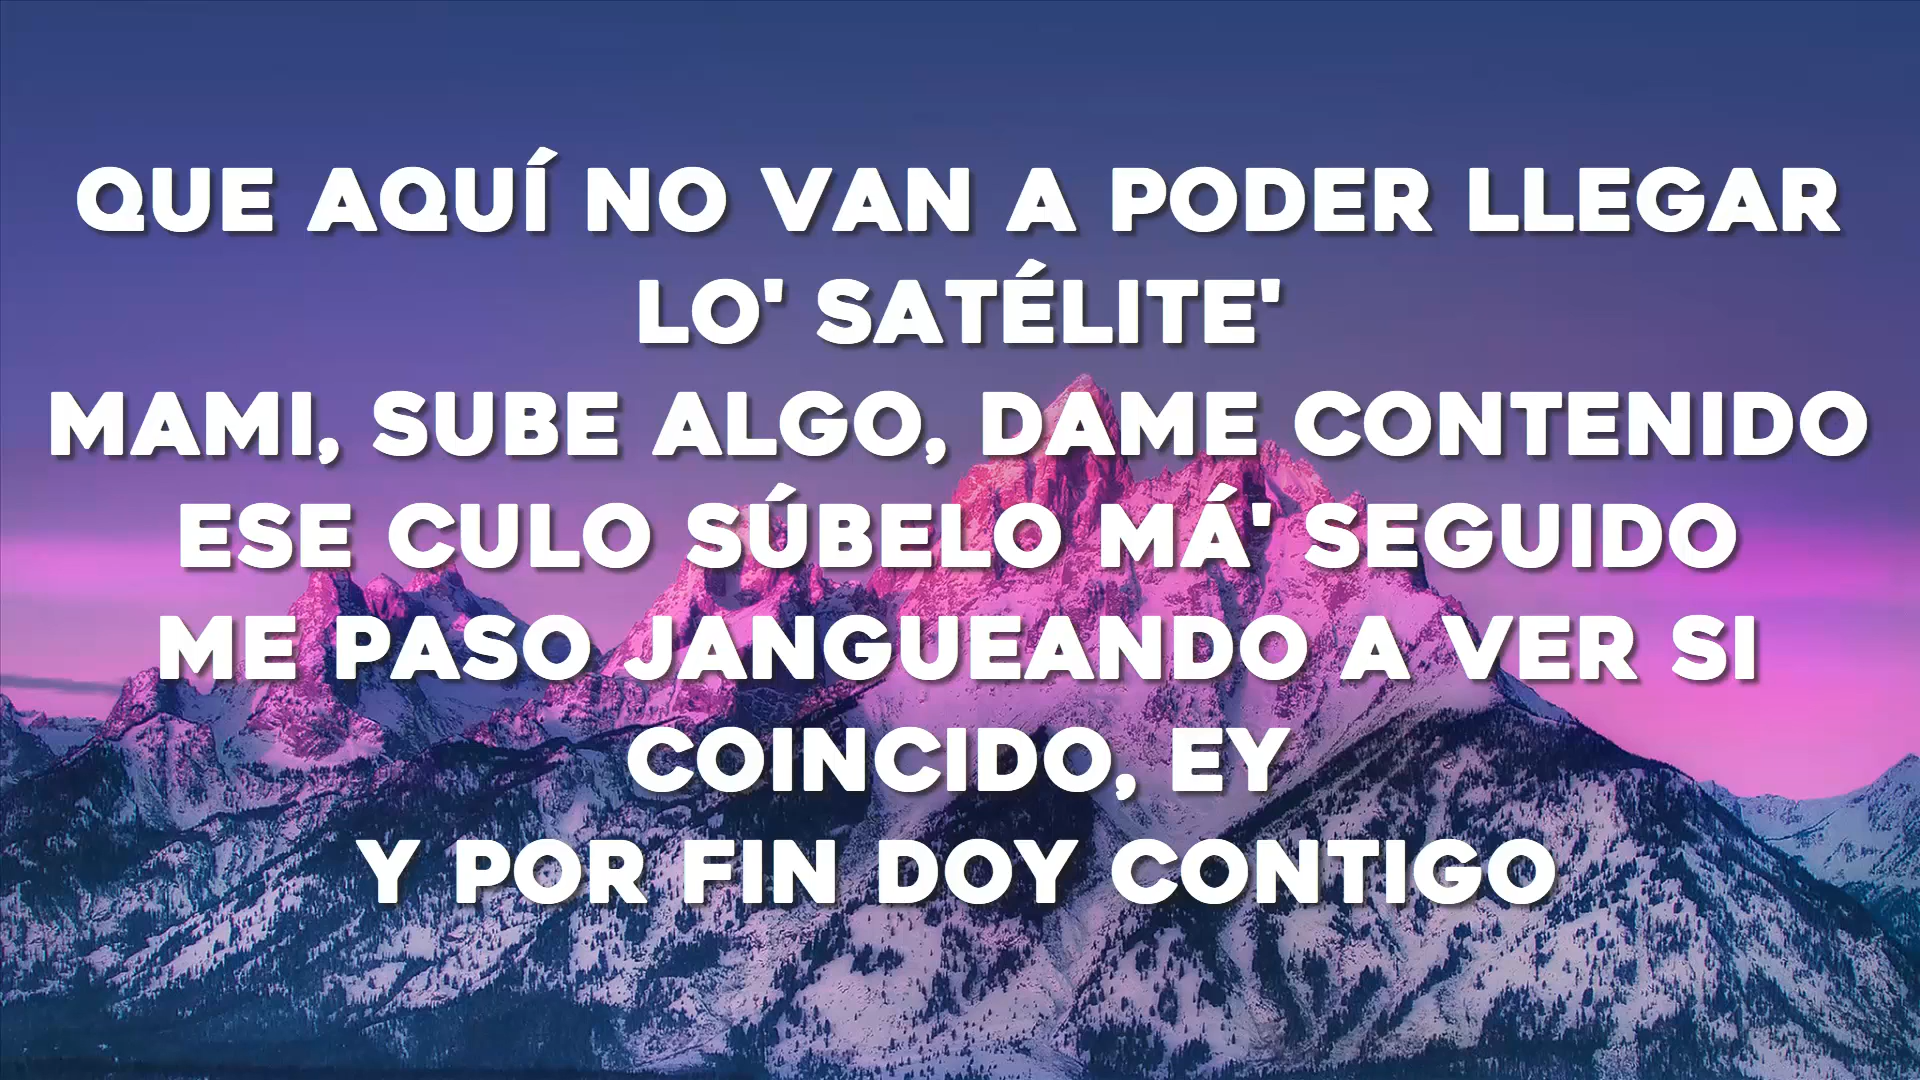 QUE AQUÍ NO VAN A PODER LLEGAR
LO' SATÉLITE'
MAMI, SUBE ALGO, DAME CONTENIDO
ESE CULO SÚBELO MÁ' SEGUIDO
ME PASO JANGUEANDO A VER SI
COINCIDO, EY
Y POR FIN DOY CONTIGO